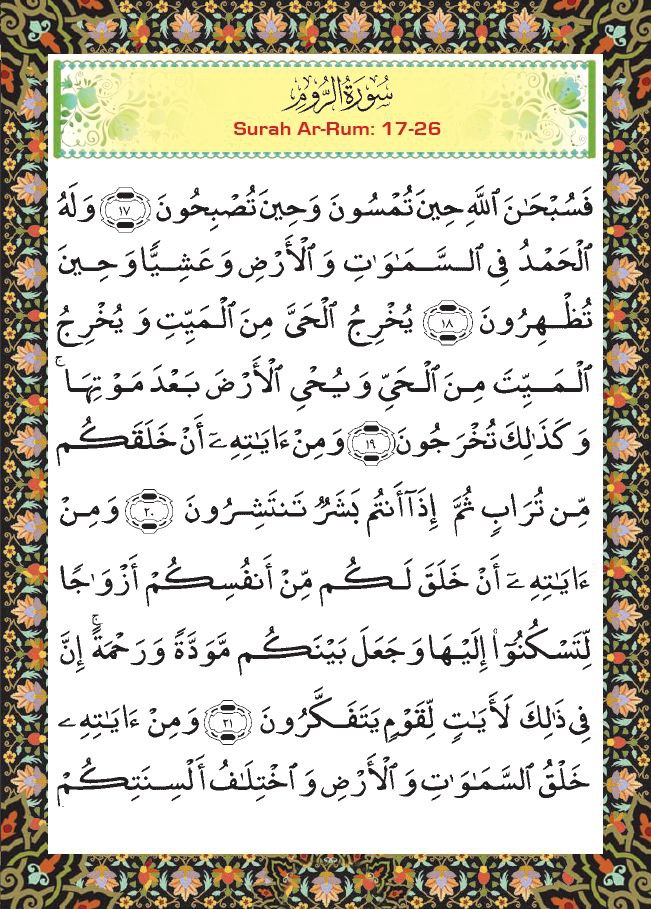 سُورَةُ الرُّومِ
Surah Ar-Rum: 17-26
فَسُبْحَٰنَ ٱللَّهِ حِينَ تُمْسُونَ وَحِينَ تُصْبِحُونَ ١٧ وَلَهُ
ٱلْحَمْدُ فِى ٱلسَّمَٰوَٰتِ وَٱلْأَرْضِ وَعَشِيًّا وَحِينَ
تُظْهِرُونَ ١٨ يُخْرِجُ ٱلْحَىَّ مِنَ ٱلْمَيِّتِ وَيُخْرِجُ
ٱلْمَيِّتَ مِنَ ٱلْحَىِّ وَيُحْىِ ٱلْأَرْضَ بَعْدَ مَوْتِهَا ۚ
وَكَذَٰلِكَ تُخْرَجُونَ ١٩ وَمِنْ ءَايَٰتِهِۦٓ أَنْ خَلَقَكُم
مِّن تُرَابٍ ثُمَّ إِذَآ أَنتُم بَشَرٌ تَنتَشِرُونَ ٢٠ وَمِنْ
ءَايَٰتِهِۦٓ أَنْ خَلَقَ لَكُم مِّنْ أَنفُسِكُمْ أَزْوَٰجًا
لِّتَسْكُنُوٓا۟ إِلَيْهَا وَجَعَلَ بَيْنَكُم مَّوَدَّةً وَرَحْمَةً ۚ إِنَّ
فِى ذَٰلِكَ لَأَيَٰتٍ لِّقَوْمٍ يَتَفَكَّرُونَ ٢١ وَمِنْ ءَايَٰتِهِۦ
خَلْقُ ٱلسَّمَٰوَٰتِ وَٱلْأَرْضِ وَٱخْتِلَٰفُ أَلْسِنَتِكُمْ